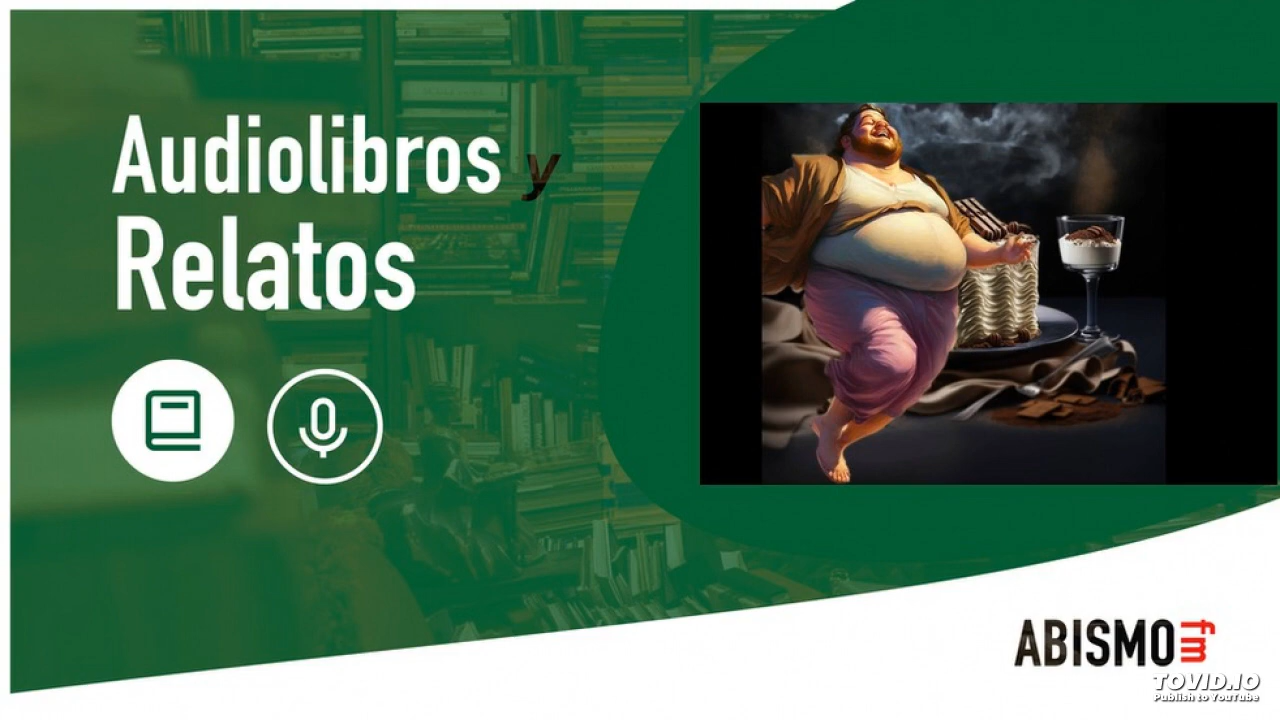 Audiolibros y
Relatos
ABISMO fm
TOVID.IO
Publish to YouTube